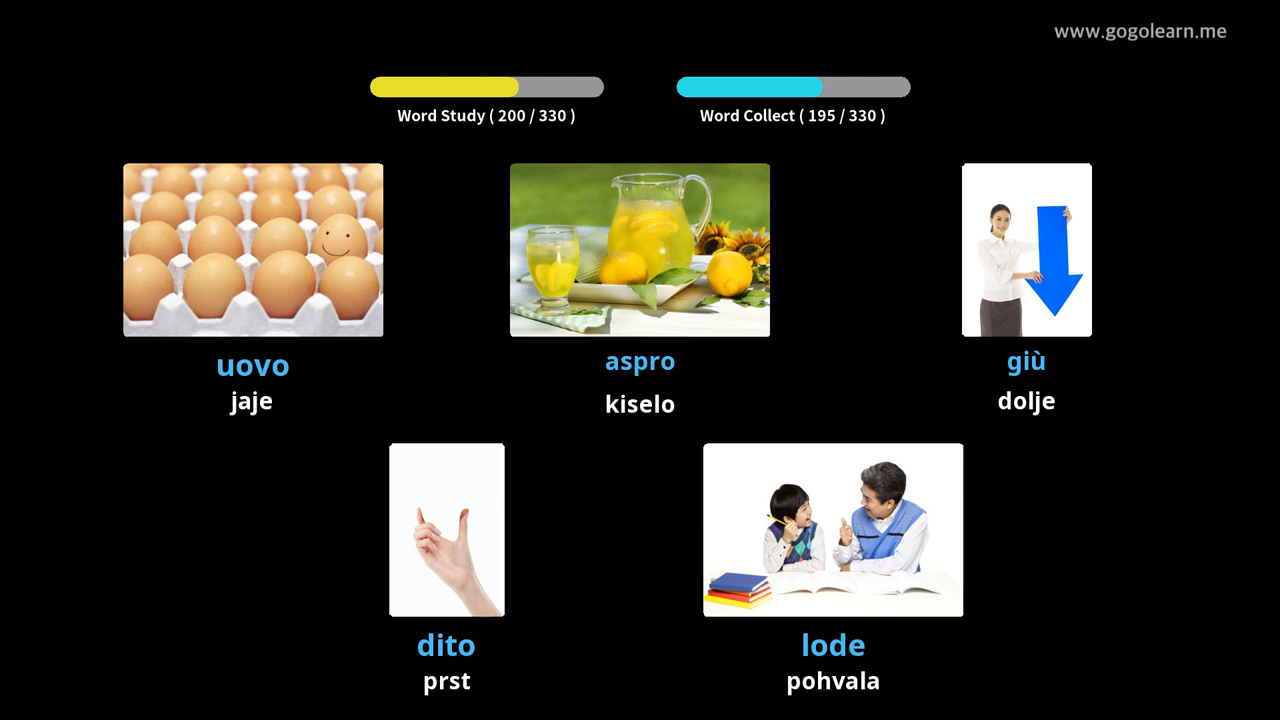 www.gogolearn.me
Word Study ( 200 / 330 )
Word Collect ( 195 / 330 )
uovo
jaje
aspro
kiselo
giù
dolje
dito
prst
lode
pohvala